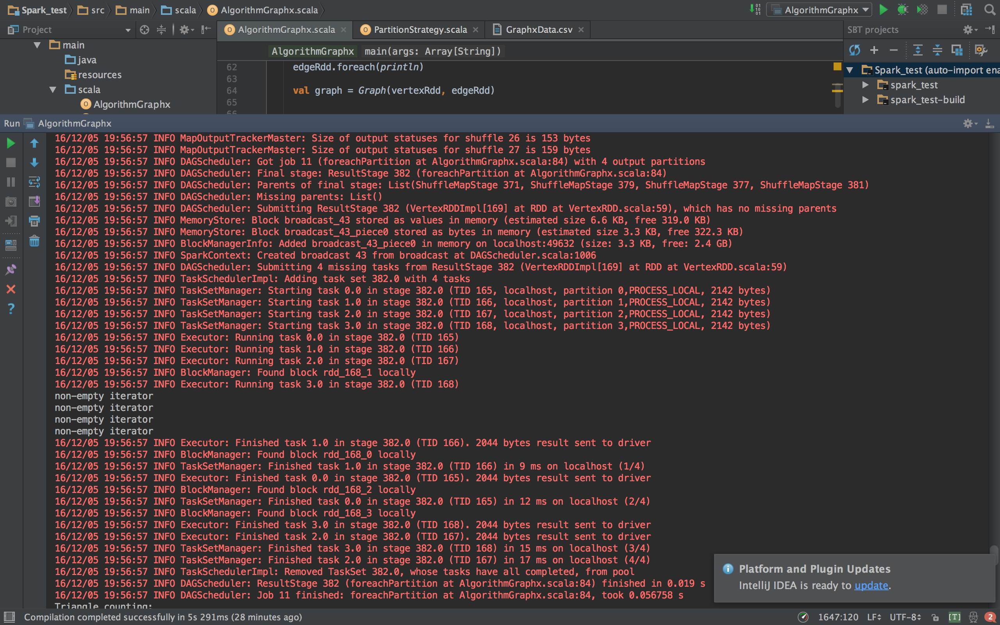 Spark_test src main scala AlgorithmGraphx.scala AlgorithmGraphx
Project AlgorithmGraphx.scala PartitionStrategy.scala GraphxData.csv SBT projects
main
java
resources
scala
AlgorithmGraphx
AlgorithmGraphx main(args: Array[String])
62 edgeRdd.foreach(println)
63
64 val graph = Graph(vertexRdd, edgeRdd)
65
66
Spark_test (auto-import ena
spark_test
spark_test-build
Run AlgorithmGraphx
16/12/05 19:56:57 INFO MapOutputTrackerMaster: Size of output statuses for shuffle 26 is 153 bytes
16/12/05 19:56:57 INFO MapOutputTrackerMaster: Size of output statuses for shuffle 27 is 159 bytes
16/12/05 19:56:57 INFO DAGScheduler: Got job 11 (foreachPartition at AlgorithmGraphx.scala:84) with 4 output partitions
16/12/05 19:56:57 INFO DAGScheduler: Final stage: ResultStage 382 (foreachPartition at AlgorithmGraphx.scala:84)
16/12/05 19:56:57 INFO DAGScheduler: Parents of final stage: List(ShuffleMapStage 371, ShuffleMapStage 379, ShuffleMapStage 377, ShuffleMapStage 381)
16/12/05 19:56:57 INFO DAGScheduler: Missing parents: List()
16/12/05 19:56:57 INFO DAGScheduler: Submitting ResultStage 382 (VertexRDDImpl[169] at RDD at VertexRDD.scala:59), which has no missing parents
16/12/05 19:56:57 INFO MemoryStore: Block broadcast_43 stored as values in memory (estimated size 6.6 KB, free 319.0 KB)
16/12/05 19:56:57 INFO MemoryStore: Block broadcast_43_piece0 stored as bytes in memory (estimated size 3.3 KB, free 322.3 KB)
16/12/05 19:56:57 INFO BlockManagerInfo: Added broadcast_43_piece0 in memory on localhost:49632 (size: 3.3 KB, free: 2.4 GB)
16/12/05 19:56:57 INFO SparkContext: Created broadcast 43 from broadcast at DAGScheduler.scala:1006
16/12/05 19:56:57 INFO DAGScheduler: Submitting 4 missing tasks from ResultStage 382 (VertexRDDImpl[169] at RDD at VertexRDD.scala:59)
16/12/05 19:56:57 INFO TaskSchedulerImpl: Adding task set 382.0 with 4 tasks
16/12/05 19:56:57 INFO TaskSetManager: Starting task 0.0 in stage 382.0 (TID 165, localhost, partition 0,PROCESS_LOCAL, 2142 bytes)
16/12/05 19:56:57 INFO TaskSetManager: Starting task 1.0 in stage 382.0 (TID 166, localhost, partition 1,PROCESS_LOCAL, 2142 bytes)
16/12/05 19:56:57 INFO TaskSetManager: Starting task 2.0 in stage 382.0 (TID 167, localhost, partition 2,PROCESS_LOCAL, 2142 bytes)
16/12/05 19:56:57 INFO TaskSetManager: Starting task 3.0 in stage 382.0 (TID 168, localhost, partition 3,PROCESS_LOCAL, 2142 bytes)
16/12/05 19:56:57 INFO Executor: Running task 0.0 in stage 382.0 (TID 165)
16/12/05 19:56:57 INFO Executor: Running task 1.0 in stage 382.0 (TID 166)
16/12/05 19:56:57 INFO Executor: Running task 2.0 in stage 382.0 (TID 167)
16/12/05 19:56:57 INFO BlockManager: Found block rdd_168_1 locally
16/12/05 19:56:57 INFO Executor: Running task 3.0 in stage 382.0 (TID 168)
non-empty iterator
non-empty iterator
non-empty iterator
non-empty iterator
16/12/05 19:56:57 INFO Executor: Finished task 1.0 in stage 382.0 (TID 166). 2044 bytes result sent to driver
16/12/05 19:56:57 INFO BlockManager: Found block rdd_168_0 locally
16/12/05 19:56:57 INFO TaskSetManager: Finished task 1.0 in stage 382.0 (TID 166) in 9 ms on localhost (1/4)
16/12/05 19:56:57 INFO Executor: Finished task 0.0 in stage 382.0 (TID 165). 2044 bytes result sent to driver
16/12/05 19:56:57 INFO BlockManager: Found block rdd_168_2 locally
16/12/05 19:56:57 INFO TaskSetManager: Finished task 0.0 in stage 382.0 (TID 165) in 12 ms on localhost (2/4)
16/12/05 19:56:57 INFO BlockManager: Found block rdd_168_3 locally
16/12/05 19:56:57 INFO Executor: Finished task 3.0 in stage 382.0 (TID 168). 2044 bytes result sent to driver
16/12/05 19:56:57 INFO Executor: Finished task 2.0 in stage 382.0 (TID 167). 2044 bytes result sent to driver
16/12/05 19:56:57 INFO TaskSetManager: Finished task 3.0 in stage 382.0 (TID 168) in 15 ms on localhost (3/4)
16/12/05 19:56:57 INFO TaskSetManager: Finished task 2.0 in stage 382.0 (TID 167) in 17 ms on localhost (4/4)
16/12/05 19:56:57 INFO TaskSchedulerImpl: Removed TaskSet 382.0, whose tasks have all completed, from pool
16/12/05 19:56:57 INFO DAGScheduler: ResultStage 382 (foreachPartition at AlgorithmGraphx.scala:84) finished in 0.019 s
16/12/05 19:56:57 INFO DAGScheduler: Job 11 finished: foreachPartition at AlgorithmGraphx.scala:84, took 0.056758 s
Triangle counting:
Platform and Plugin Updates
IntelliJ IDEA is ready to update.
Compilation completed successfully in 5s 291ms (28 minutes ago) 1647:120 LF UTF-8 [T] 2